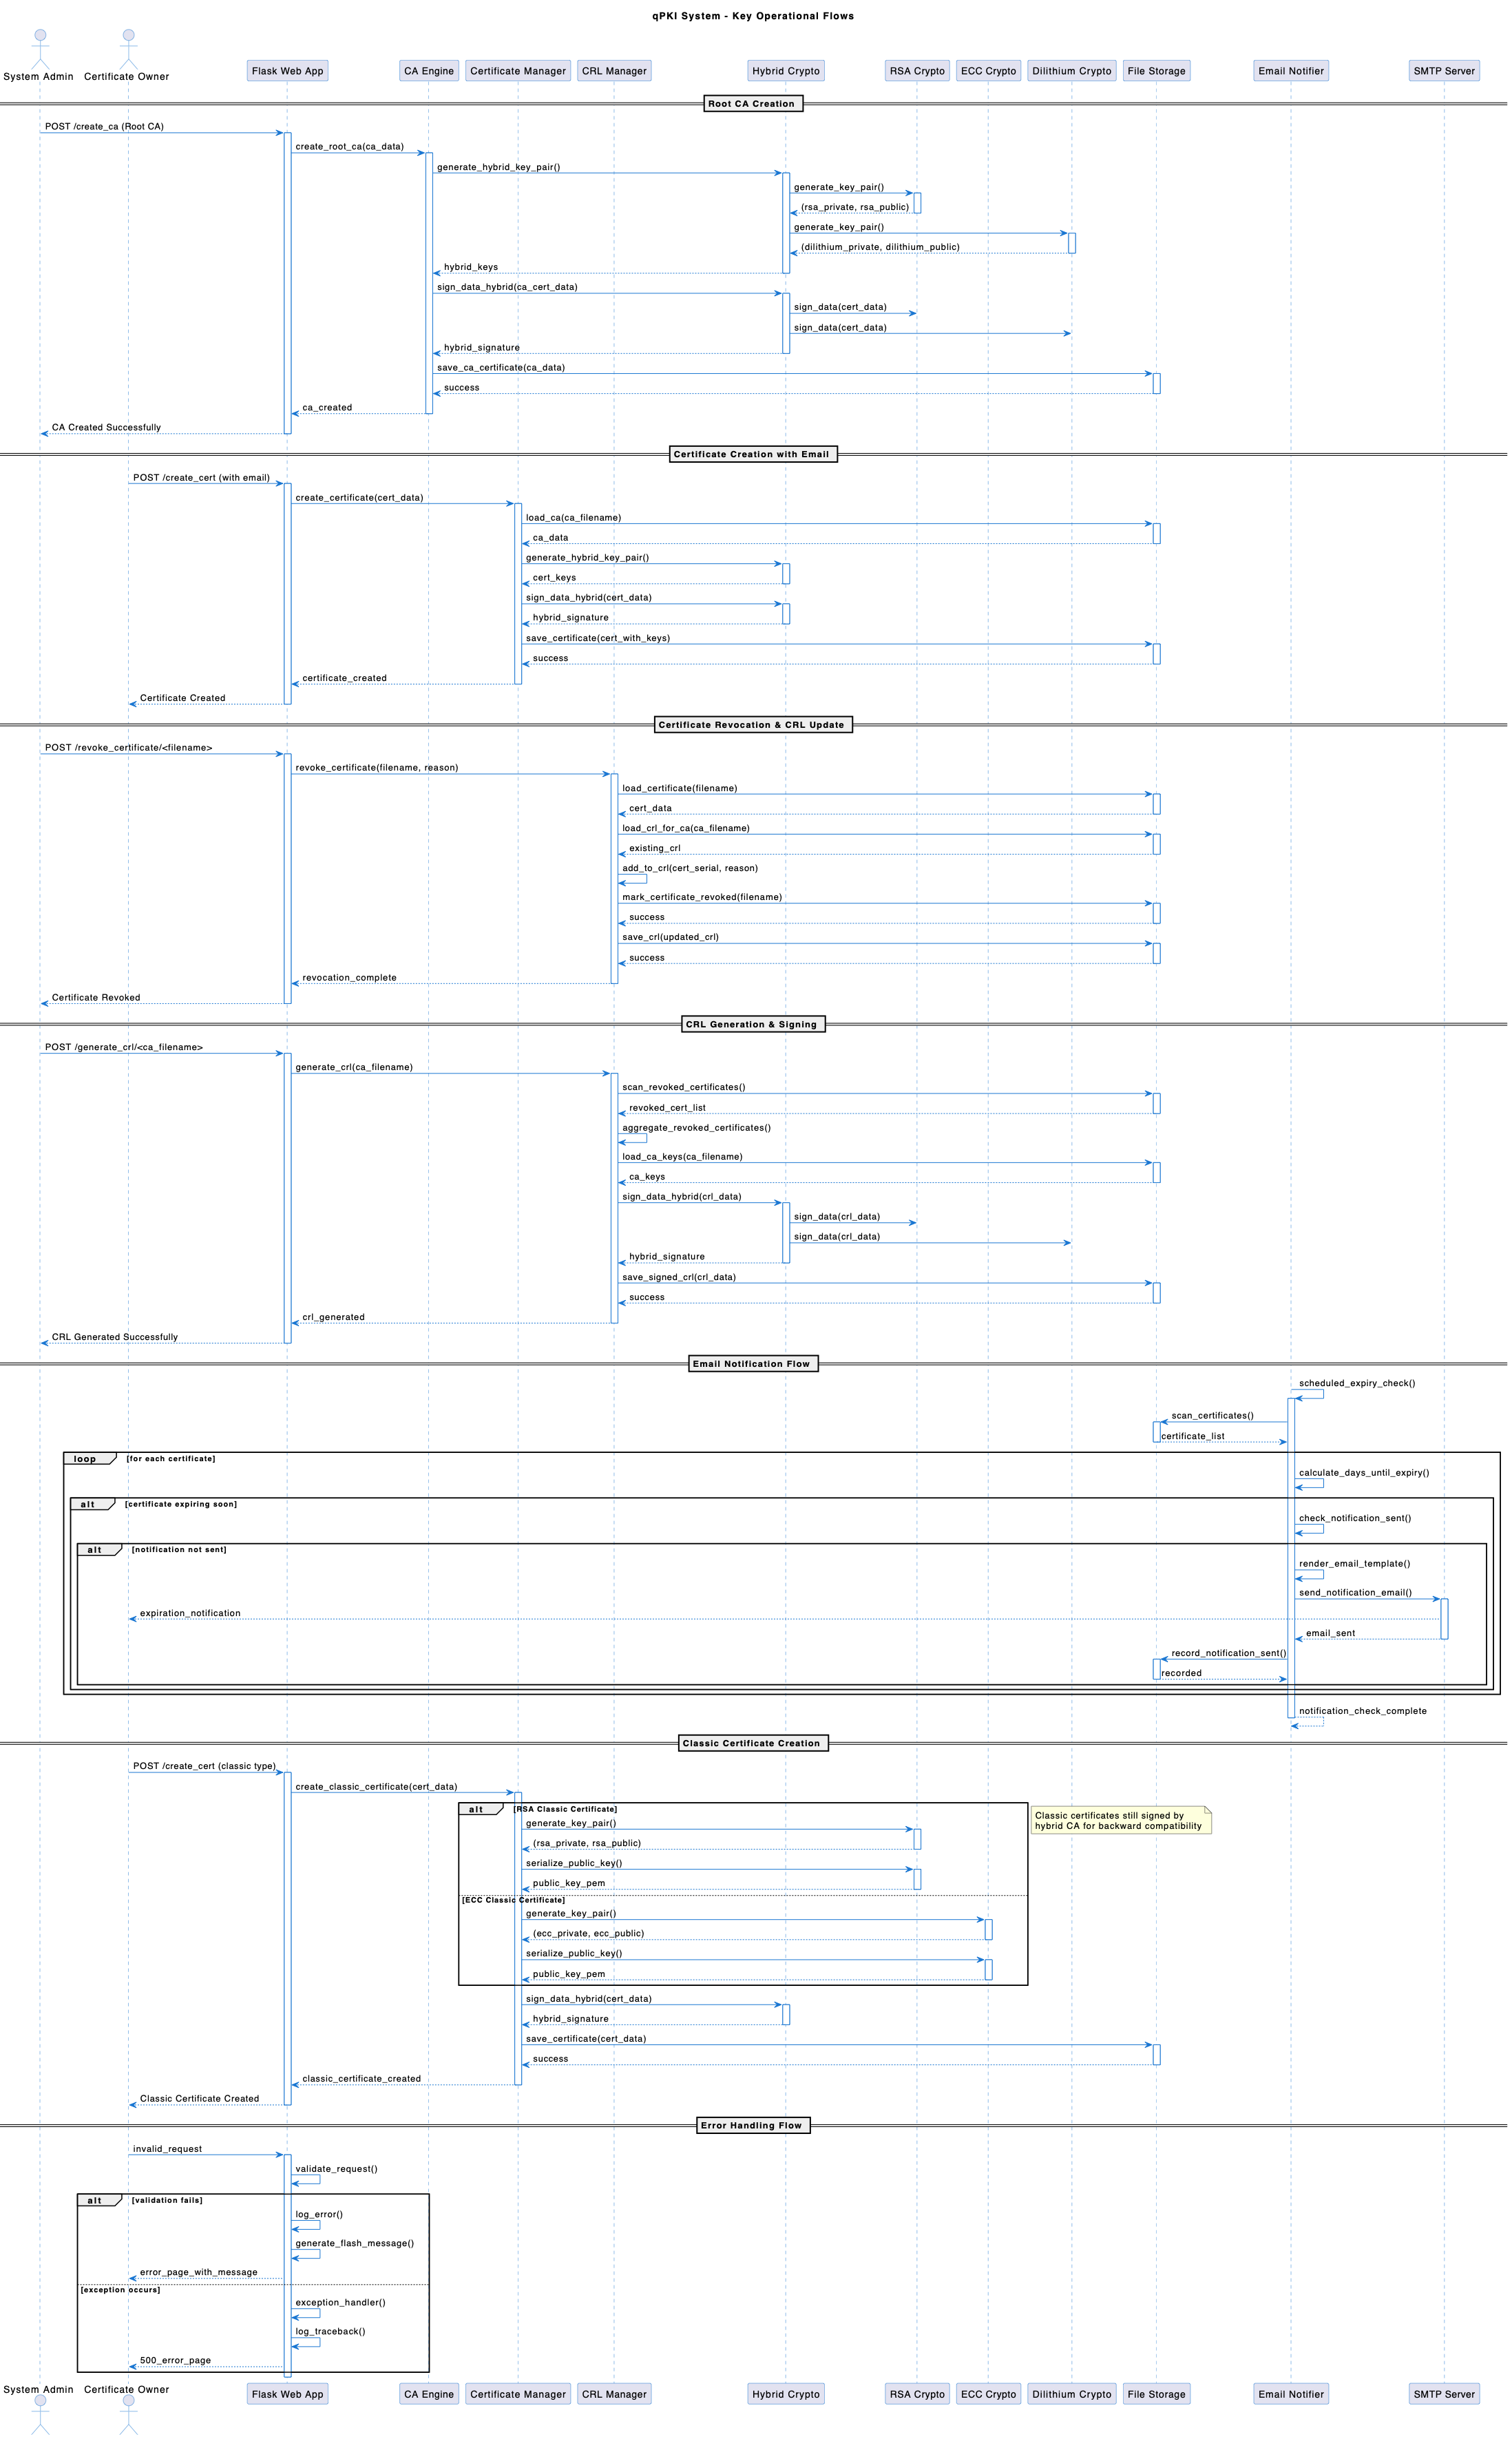 qPKI System - Key Operational Flows
System Admin
Certificate Owner
Flask Web App
CA Engine
Certificate Manager
CRL Manager
Hybrid Crypto
RSA Crypto
ECC Crypto
Dilithium Crypto
File Storage
Email Notifier
SMTP Server
Root CA Creation
POST /create_ca (Root CA)
create_root_ca(ca_data)
generate_hybrid_key_pair()
generate_key_pair()
(rsa_private, rsa_public)
generate_key_pair()
(dilithium_private, dilithium_public)
hybrid_keys
sign_data_hybrid(ca_cert_data)
sign_data(cert_data)
sign_data(cert_data)
hybrid_signature
save_ca_certificate(ca_data)
success
ca_created
CA Created Successfully
Certificate Creation with Email
POST /create_cert (with email)
create_certificate(cert_data)
load_ca(ca_filename)
ca_data
generate_hybrid_key_pair()
cert_keys
sign_data_hybrid(cert_data)
hybrid_signature
save_certificate(cert_with_keys)
success
certificate_created
Certificate Created
Certificate Revocation & CRL Update
POST /revoke_certificate/<filename>
revoke_certificate(filename, reason)
load_certificate(filename)
cert_data
load_crl_for_ca(ca_filename)
existing_crl
add_to_crl(cert_serial, reason)
mark_certificate_revoked(filename)
success
save_crl(updated_crl)
success
revocation_complete
Certificate Revoked
CRL Generation & Signing
POST /generate_crl/<ca_filename>
generate_crl(ca_filename)
scan_revoked_certificates()
revoked_cert_list
aggregate_revoked_certificates()
load_ca_keys(ca_filename)
ca_keys
sign_data_hybrid(crl_data)
sign_data(crl_data)
sign_data(crl_data)
hybrid_signature
save_signed_crl(crl_data)
success
crl_generated
CRL Generated Successfully
Email Notification Flow
scheduled_expiry_check()
scan_certificates()
certificate_list
loop [for each certificate]
calculate_days_until_expiry()
alt [certificate expiring soon]
check_notification_sent()
alt [notification not sent]
render_email_template()
send_notification_email()
expiration_notification
email_sent
record_notification_sent()
recorded
notification_check_complete
Classic Certificate Creation
POST /create_cert (classic type)
create_classic_certificate(cert_data)
alt [RSA Classic Certificate]
Classic certificates still signed by
hybrid CA for backward compatibility
generate_key_pair()
(rsa_private, rsa_public)
serialize_public_key()
public_key_pem
[ECC Classic Certificate]
generate_key_pair()
(ecc_private, ecc_public)
serialize_public_key()
public_key_pem
sign_data_hybrid(cert_data)
hybrid_signature
save_certificate(cert_data)
success
classic_certificate_created
Classic Certificate Created
Error Handling Flow
invalid_request
validate_request()
alt [validation fails]
log_error()
generate_flash_message()
error_page_with_message
[exception occurs]
exception_handler()
log_traceback()
500_error_page
System Admin
Certificate Owner
Flask Web App
CA Engine
Certificate Manager
CRL Manager
Hybrid Crypto
RSA Crypto
ECC Crypto
Dilithium Crypto
File Storage
Email Notifier
SMTP Server